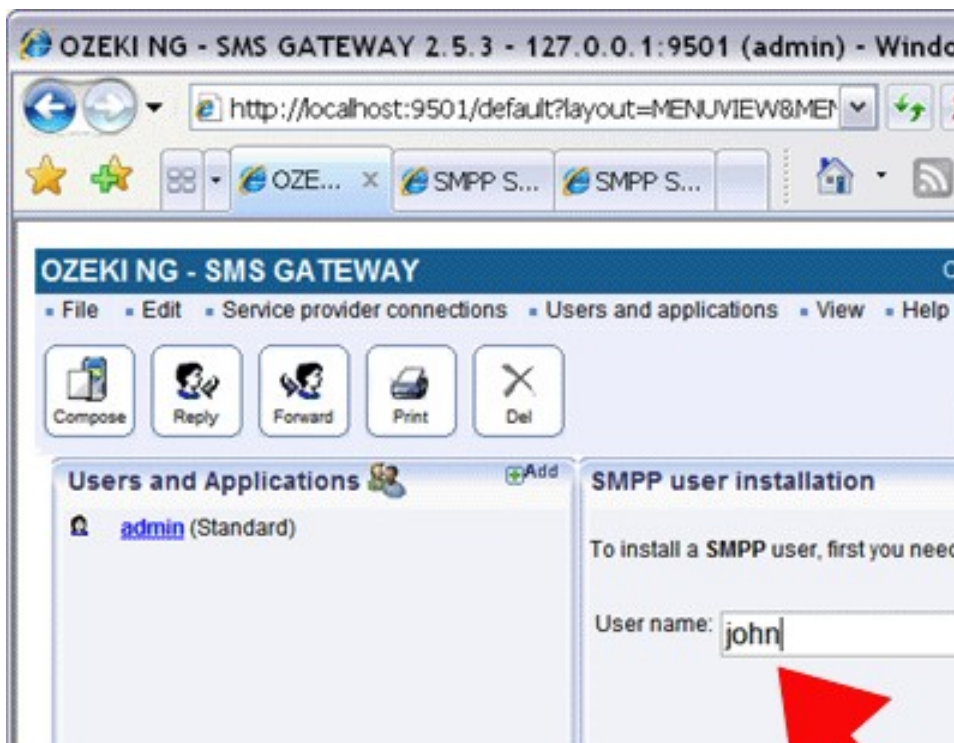 OZEKI NG - SMS GATEWAY 2.5.3 - 127.0.0.1:9501 (admin) - Windo
http://localhost:9501/default?layout=MENUVIEW&ME
OZE... SMPP S... SMPP S...
OZEKI NG - SMS GATEWAY
File Edit Service provider connections Users and applications View Help
Compose Reply Forward Print Del
Users and Applications Add SMPP user installation
admin (Standard)
To install a SMPP user, first you need
User name: john